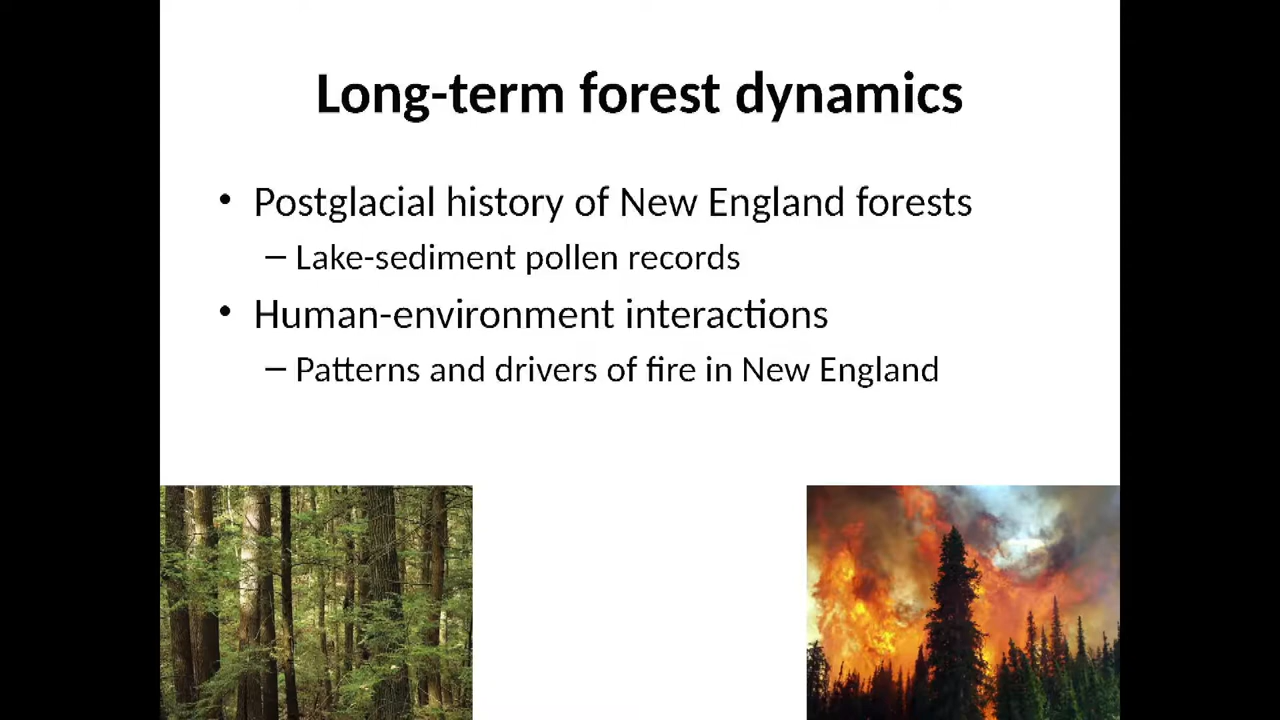 Long-term forest dynamics
• Postglacial history of New England forests
– Lake-sediment pollen records
• Human-environment interactions
– Patterns and drivers of fire in New England